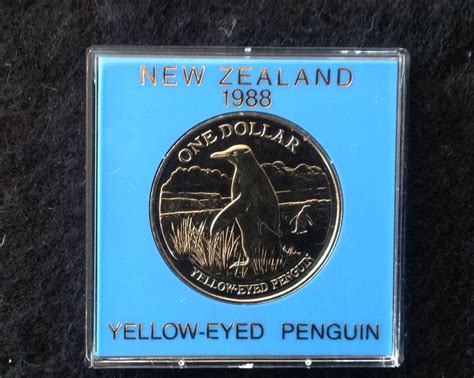 NEW ZEALAND
1988
ONE DOLLAR
YELLOW-EYED PENGUIN
YELLOW-EYED PENGUIN